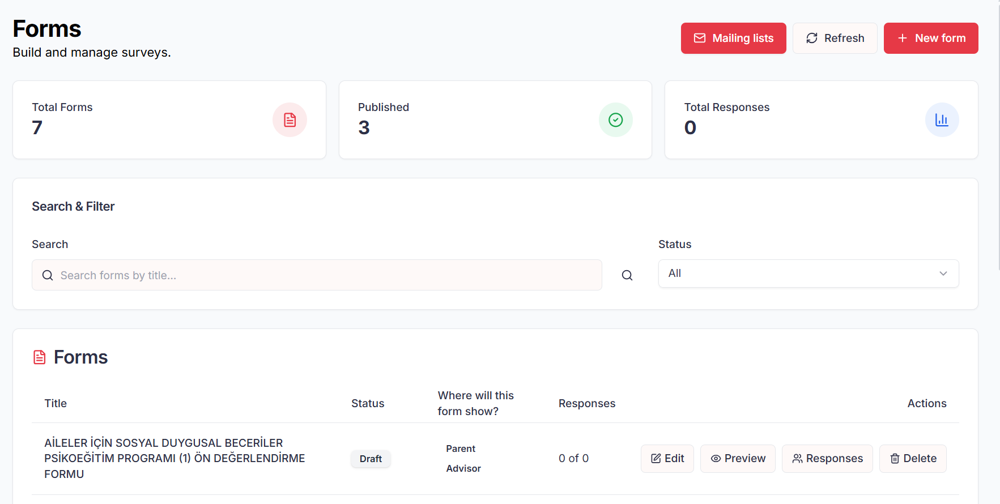 Forms
Build and manage surveys.
Mailing lists
Refresh
New form
Total Forms
7
Published
3
Total Responses
0
Search & Filter
Search
Search forms by title...
Status
All
Forms
Title
Status
Where will this
form show?
Responses
Actions
AİLELER İÇİN SOSYAL DUYGUSAL BECERİLER
PSİKOEĞİTİM PROGRAMI (1) ÖN DEĞERLENDİRME
FORMU
Draft
Parent
Advisor
0 of 0
Edit
Preview
Responses
Delete